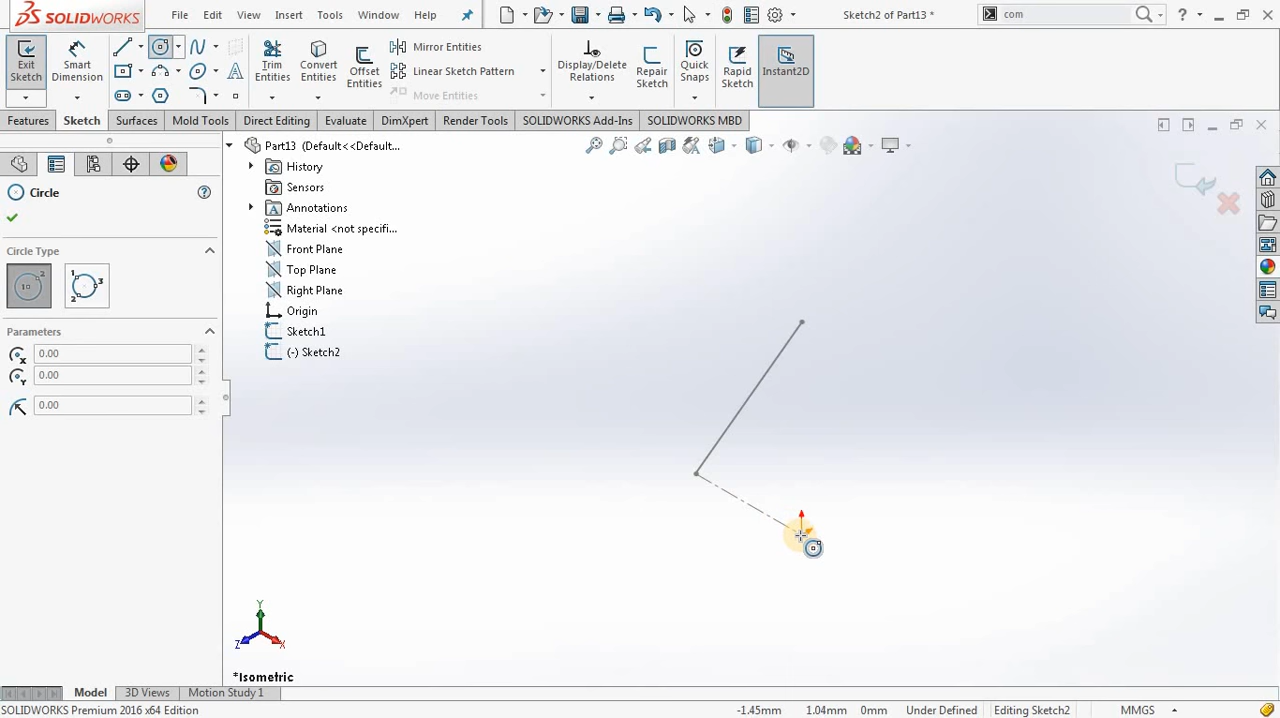 SOLIDWORKS
File Edit View Insert Tools Window Help
Sketch2 of Part13 *
com
Exit Sketch
Smart Dimension
Trim Entities
Convert Entities
Offset Entities
Mirror Entities
Linear Sketch Pattern
Move Entities
Display/Delete Relations
Repair Sketch
Quick Snaps
Rapid Sketch
Instant2D
Features Sketch Surfaces Mold Tools Direct Editing Evaluate DimXpert Render Tools SOLIDWORKS Add-Ins SOLIDWORKS MBD
Circle
Circle Type
Parameters
0.00
0.00
0.00
Part13 (Default<<Default...
History
Sensors
Annotations
Material <not specifi...
Front Plane
Top Plane
Right Plane
Origin
Sketch1
(-) Sketch2
Y
Z
X
*Isometric
Model 3D Views Motion Study 1
SOLIDWORKS Premium 2016 x64 Edition
-1.45mm 1.04mm 0mm Under Defined Editing Sketch2 MMGS